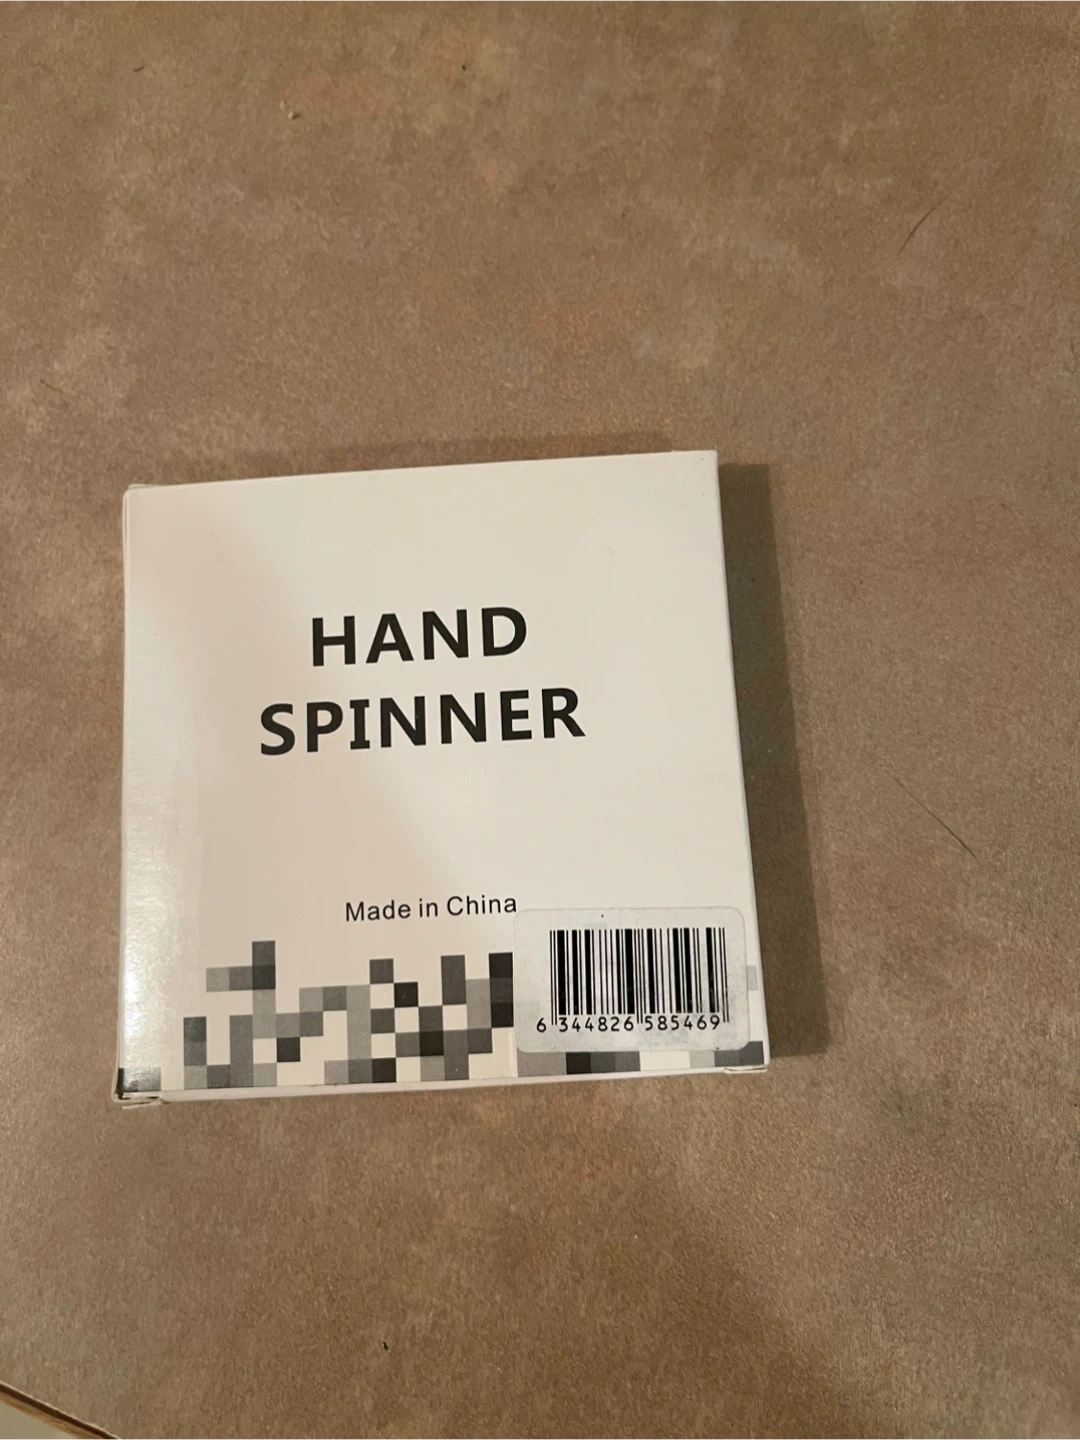 HAND
SPINNER
Made in China
6 344826 585469